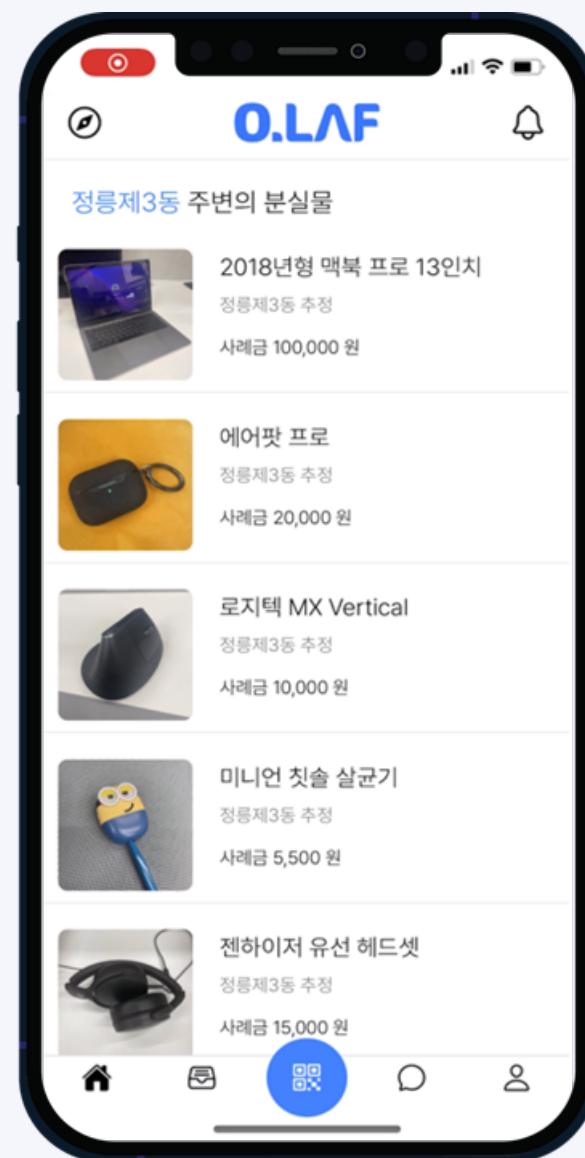 O.LAF
정릉제3동 주변의 분실물
2018년형 맥북 프로 13인치
정릉제3동 추정
사례금 100,000 원
에어팟 프로
정릉제3동 추정
사례금 20,000 원
로지텍 MX Vertical
정릉제3동 추정
사례금 10,000 원
미니언 칫솔 살균기
정릉제3동 추정
사례금 5,500 원
젠하이저 유선 헤드셋
정릉제3동 추정
사례금 15,000 원